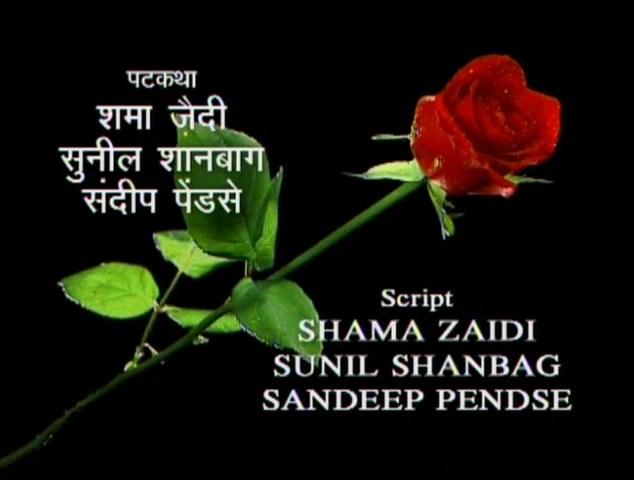 पटकथा
शमा ज़ैदी
सुनील शानबाग
संदीप पेंडसे
Script
SHAMA ZAIDI
SUNIL SHANBAG
SANDEEP PENDSE